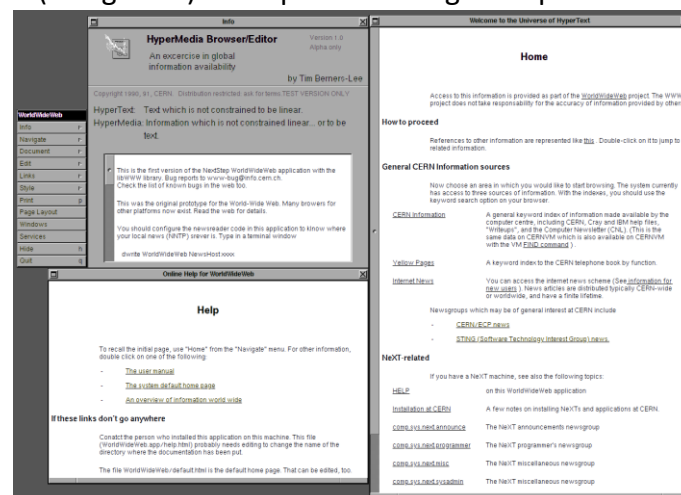 Info
HyperMedia Browser/Editor
Version 1.0
Alpha only
An excercise in global
information availability
by Tim Berners-Lee
Copyright 1990, 91, CERN. Distribution restricted: ask for terms TEST VERSION ONLY
HyperText: Text which is not constrained to be linear.
HyperMedia: Information which is not constrained linear... or to be
text.
This is the first version of the NextStep WorldWideWeb application with the
libWWW library. Bug reports to www-bug@info.cern.ch.
Check the list of known bugs in the web too.
This was the original prototype for the World-Wide Web. Many browsers for
other platforms now exist. Read the web for details.
You should configure the newsreader code in this application to know where
your local news (NNTP) srever is. Type in a terminal window
dwrite WorldWideWeb NewsHost xxxx
WorldWideWeb
Info
Navigate
Document
Edit
Links
Style
Print p
Page Layout
Windows
Services
Hide h
Quit q
Online Help for WorldWideWeb
Help
To recall the initial page, use "Home" from the "Navigate" menu. For other information,
double click on one of the following:
- The user manual
- The system default home page
- An overview of information world wide
If these links don't go anywhere
Conatct the person who installed this application on this machine. This file
(WorldWideWeb.app/help.html) probably needs editing to change the name of the
directory where the documentation has been put.
The file WorldWideWeb/default.html is the default home page. That can be edited, too.
Welcome to the Universe of HyperText
Home
Access to this information is provided as part of the WorldWideWeb project. The WWW
project does not take responsability for the accuracy of information provided by other
How to proceed
References to other information are represented like this . Double-click on it to jump to
related information.
General CERN Information sources
Now choose an area in which you would like to start browsing. The system currently
has access to three sources of information. With the indexes, you should use the
keyword search option on your browser.
CERN Information A general keyword index of information made available by the
computer centre, including CERN, Cray and IBM help files,
"Writeups", and the Computer Newsletter (CNL). (This is the
same data on CERNVM which is also available on CERNVM
with the VM FIND command ).
Yellow Pages A keyword index to the CERN telephone book by function.
Internet News You can access the internet news scheme (See information for
new users ). News articles are distributed typically CERN-wide
or worldwide, and have a finite lifetime.
Newsgroups which may be of general interest at CERN include
- CERN/ECP news
- STING (Software Technology Interest Group) news.
NeXT-related
If you have a NeXT machine, see also the following topics:
HELP on this WorldWideWeb application
Installation at CERN A few notes on installing NeXTs and applications at CERN.
comp.sys.next.announce The NeXT announcements newsgroup
comp.sys.next.programmer The NeXT programmer's newsgroup
comp.sys.next.misc The NeXT miscellaneous newsgroup
comp.sys.next.sysadmin The NeXT miscellaneous newsgroup